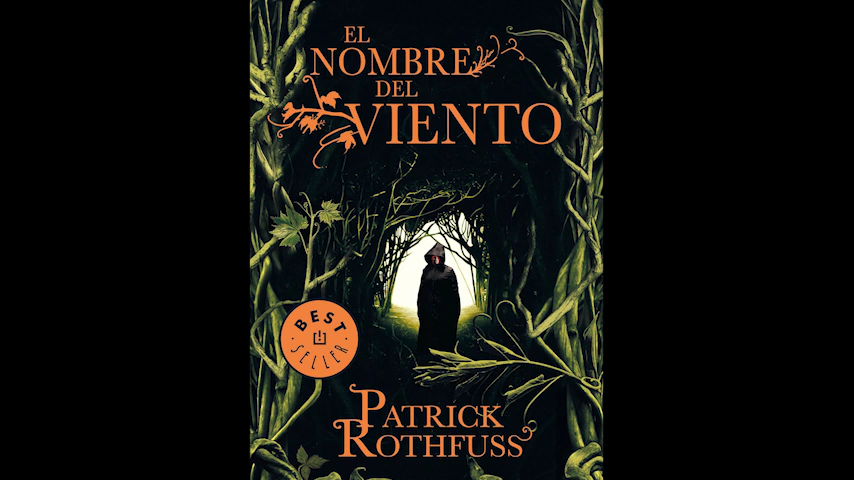 EL
NOMBRE
DEL
VIENTO
BEST
SELLER
PATRICK
ROTHFUSS